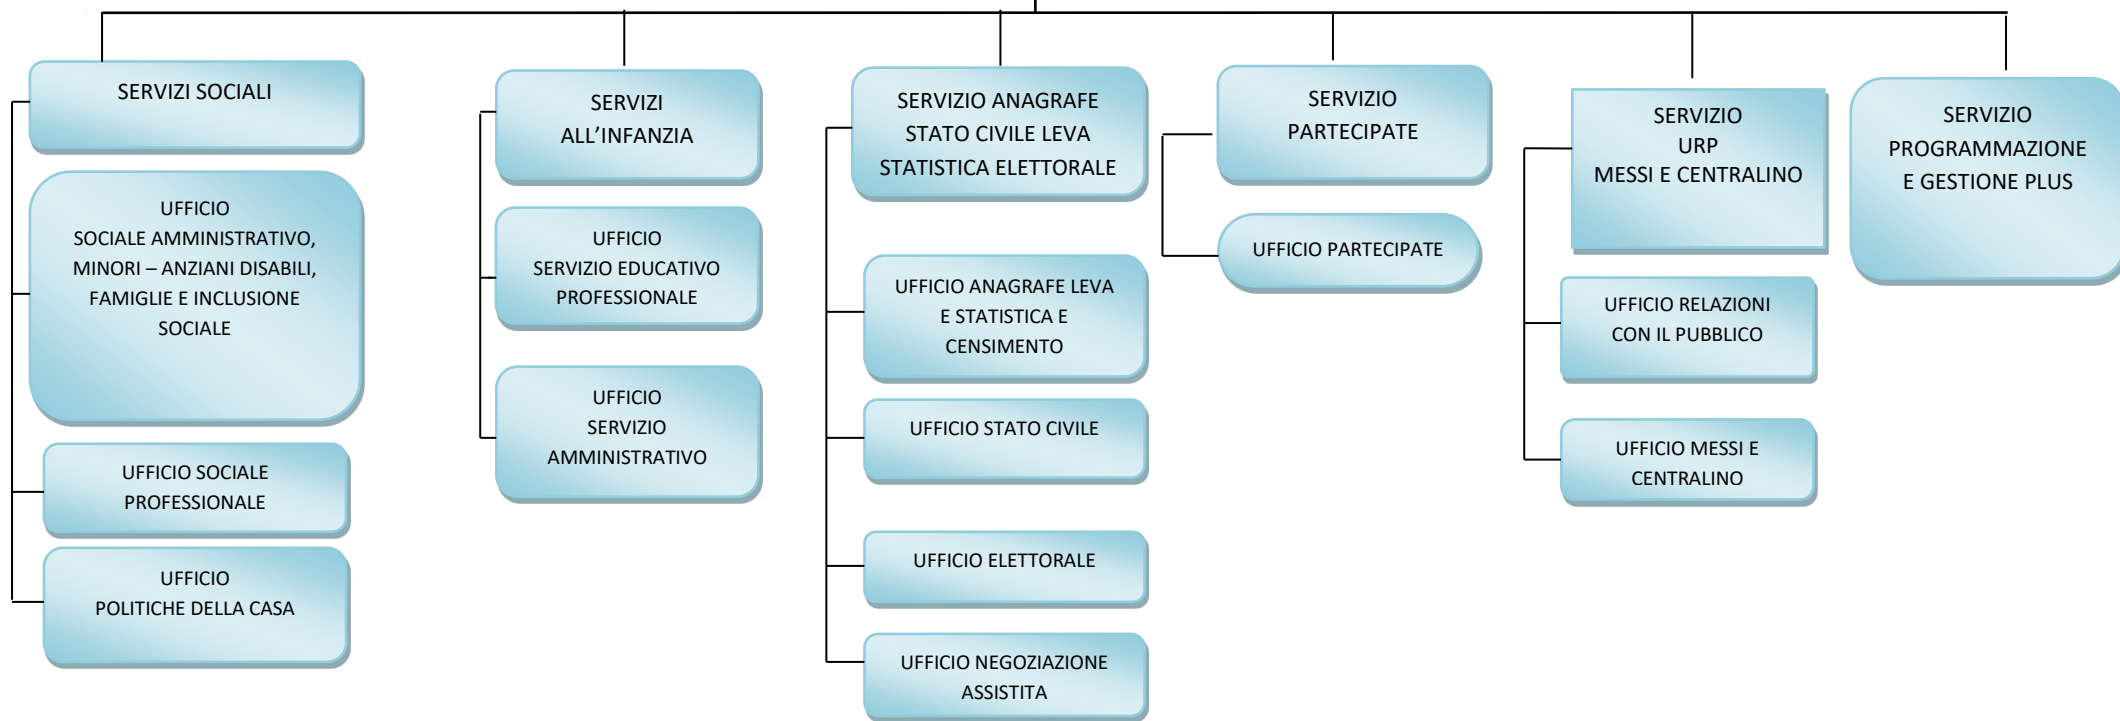 SERVIZI SOCIALI
UFFICIO
SOCIALE AMMINISTRATIVO,
MINORI – ANZIANI DISABILI,
FAMIGLIE E INCLUSIONE
SOCIALE
UFFICIO SOCIALE
PROFESSIONALE
UFFICIO
POLITICHE DELLA CASA
SERVIZI
ALL’INFANZIA
UFFICIO
SERVIZIO EDUCATIVO
PROFESSIONALE
UFFICIO
SERVIZIO
AMMINISTRATIVO
SERVIZIO ANAGRAFE
STATO CIVILE LEVA
STATISTICA ELETTORALE
UFFICIO ANAGRAFE LEVA
E STATISTICA E
CENSIMENTO
UFFICIO STATO CIVILE
UFFICIO ELETTORALE
UFFICIO NEGOZIAZIONE
ASSISTITA
SERVIZIO
PARTECIPATE
UFFICIO PARTECIPATE
SERVIZIO
URP
MESSI E CENTRALINO
UFFICIO RELAZIONI
CON IL PUBBLICO
UFFICIO MESSI E
CENTRALINO
SERVIZIO
PROGRAMMAZIONE
E GESTIONE PLUS